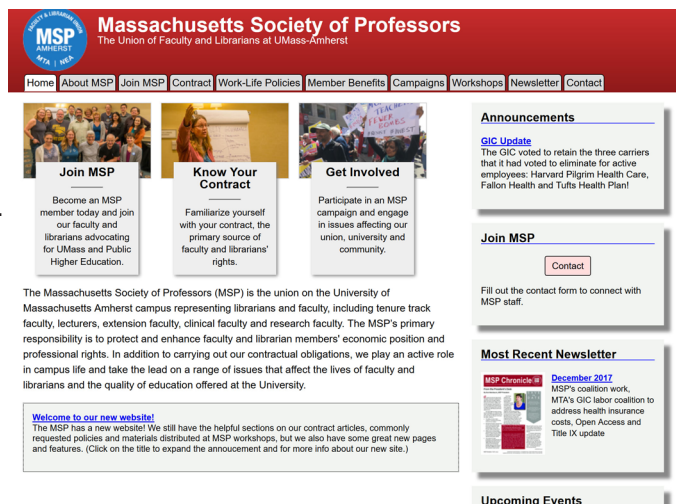 FACULTY & LIBRARIAN UNION
MSP
AMHERST
MTA | NEA
Massachusetts Society of Professors
The Union of Faculty and Librarians at UMass-Amherst
Home About MSP Join MSP Contract Work-Life Policies Member Benefits Campaigns Workshops Newsletter Contact
Join MSP
Become an MSP
member today and join
our faculty and
librarians advocating
for UMass and Public
Higher Education.
Know Your
Contract
Familiarize yourself
with your contract, the
primary source of
faculty and librarians'
rights.
TEACHE
FEWER
BOMBS
Get Involved
Participate in an MSP
campaign and engage
in issues affecting our
union, university and
community.
The Massachusetts Society of Professors (MSP) is the union on the University of
Massachusetts Amherst campus representing librarians and faculty, including tenure track
faculty, lecturers, extension faculty, clinical faculty and research faculty. The MSP's primary
responsibility is to protect and enhance faculty and librarian members' economic position and
professional rights. In addition to carrying out our contractual obligations, we play an active role
in campus life and take the lead on a range of issues that affect the lives of faculty and
librarians and the quality of education offered at the University.
Welcome to our new website!
The MSP has a new website! We still have the helpful sections on our contract articles, commonly
requested policies and materials distributed at MSP workshops, but we also have some great new pages
and features. (Click on the title to expand the annoucement and for more info about our new site.)
Announcements
GIC Update
The GIC voted to retain the three carriers
that it had voted to eliminate for active
employees: Harvard Pilgrim Health Care,
Fallon Health and Tufts Health Plan!
Join MSP
Contact
Fill out the contact form to connect with
MSP staff.
Most Recent Newsletter
MSP Chronicle
December 2017
MSP's coalition work,
MTA's GIC labor coalition to
address health insurance
costs, Open Access and
Title IX update
Upcoming Events